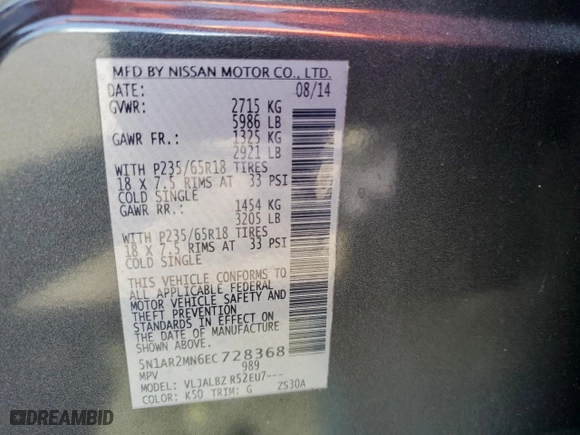 MFD BY NISSAN MOTOR CO., LTD.
DATE: 08/14
GVWR: 2715 KG
5986 LB
GAWR FR.: 1325 KG
2921 LB
WITH P235/65R18 TIRES
18 X 7.5 RIMS AT 33 PSI
COLD SINGLE
GAWR RR.: 1454 KG
3205 LB
WITH P235/65R18 TIRES
18 X 7.5 RIMS AT 33 PSI
COLD SINGLE
THIS VEHICLE CONFORMS TO
ALL APPLICABLE FEDERAL
MOTOR VEHICLE SAFETY AND
THEFT PREVENTION
STANDARDS IN EFFECT ON
THE DATE OF MANUFACTURE
SHOWN ABOVE.
5N1AR2MN6EC728368
MPV 989
MODEL: VLJALBZ R52EU7---
COLOR: K50 TRIM: G ZS30A
DREAMBID